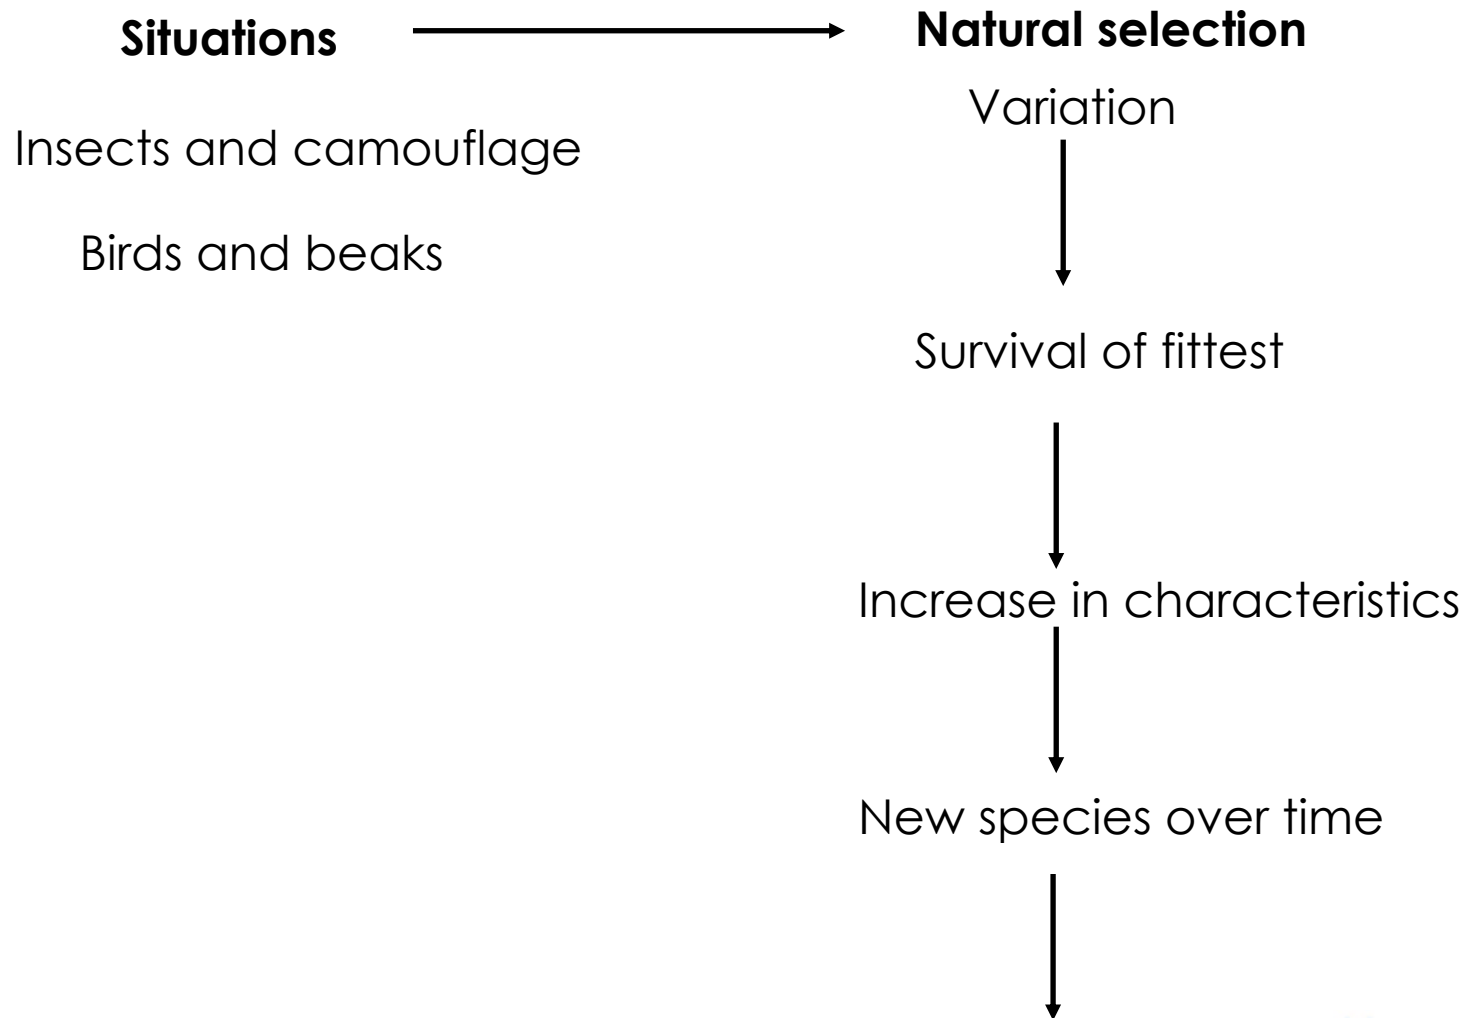 Situations
Natural selection
Insects and camouflage
Birds and beaks
Variation
Survival of fittest
Increase in characteristics
New species over time